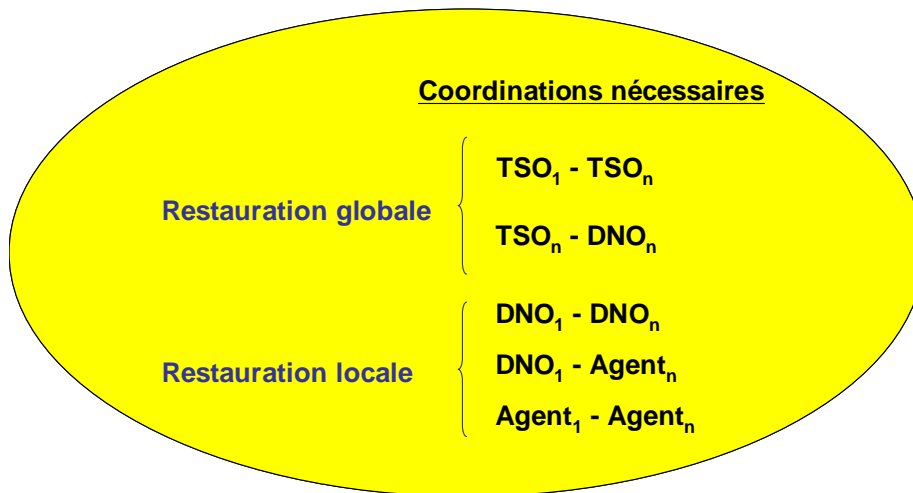 Coordinations nécessaires
TSO₁ - TSOₙ
Restauration globale
TSOₙ - DNOₙ
DNO₁ - DNOₙ
Restauration locale
DNO₁ - Agentₙ
Agent₁ - Agentₙ